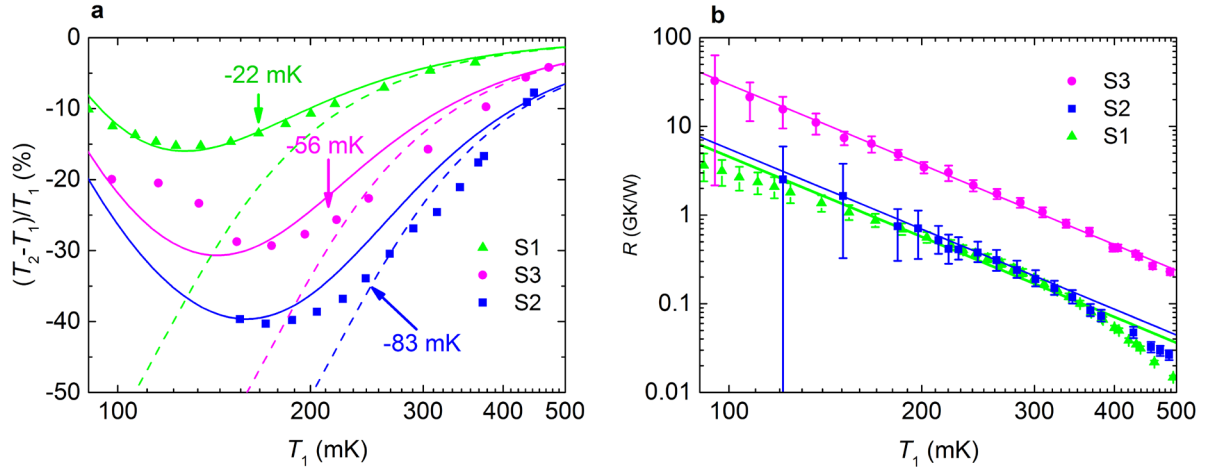 a
(T2-T1)/T1 (%)
0
-10
-20
-30
-40
-50
-22 mK
-56 mK
-83 mK
S1
S3
S2
100
200
300
400
500
T1 (mK)
b
R (GK/W)
100
10
1
0.1
0.01
S3
S2
S1
100
200
300
400
500
T1 (mK)